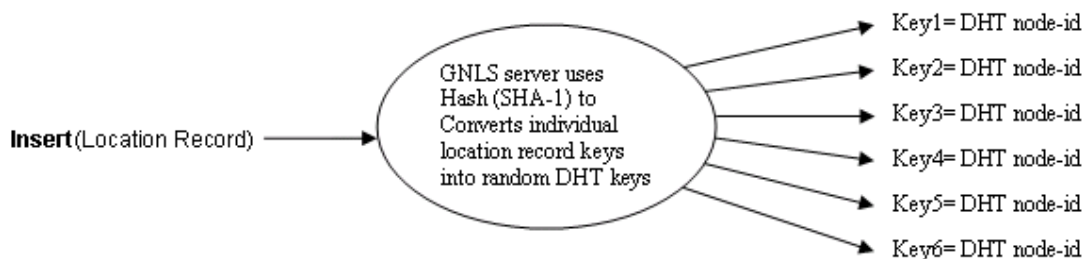 Insert(Location Record)
GNLS server uses
Hash (SHA-1) to
Converts individual
location record keys
into random DHT keys
Key1= DHT node-id
Key2= DHT node-id
Key3= DHT node-id
Key4= DHT node-id
Key5= DHT node-id
Key6= DHT node-id